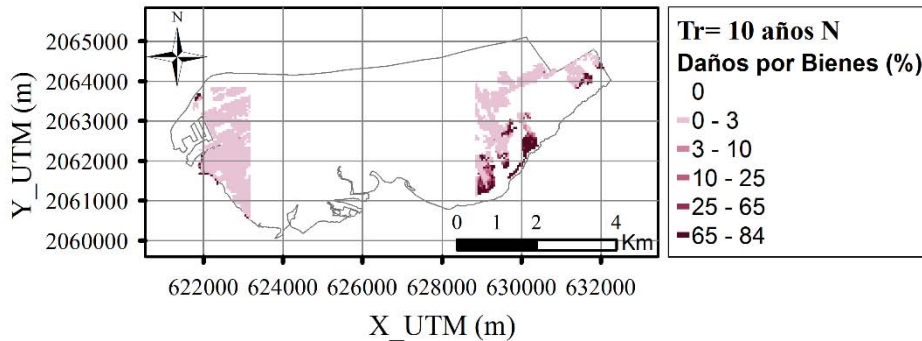 N
2065000
2064000
2063000
2062000
2061000
2060000
Y_UTM (m)
0 1 2 4
Km
622000 624000 626000 628000 630000 632000
X_UTM (m)
Tr= 10 años N
Daños por Bienes (%)
0
0 - 3
3 - 10
10 - 25
25 - 65
65 - 84